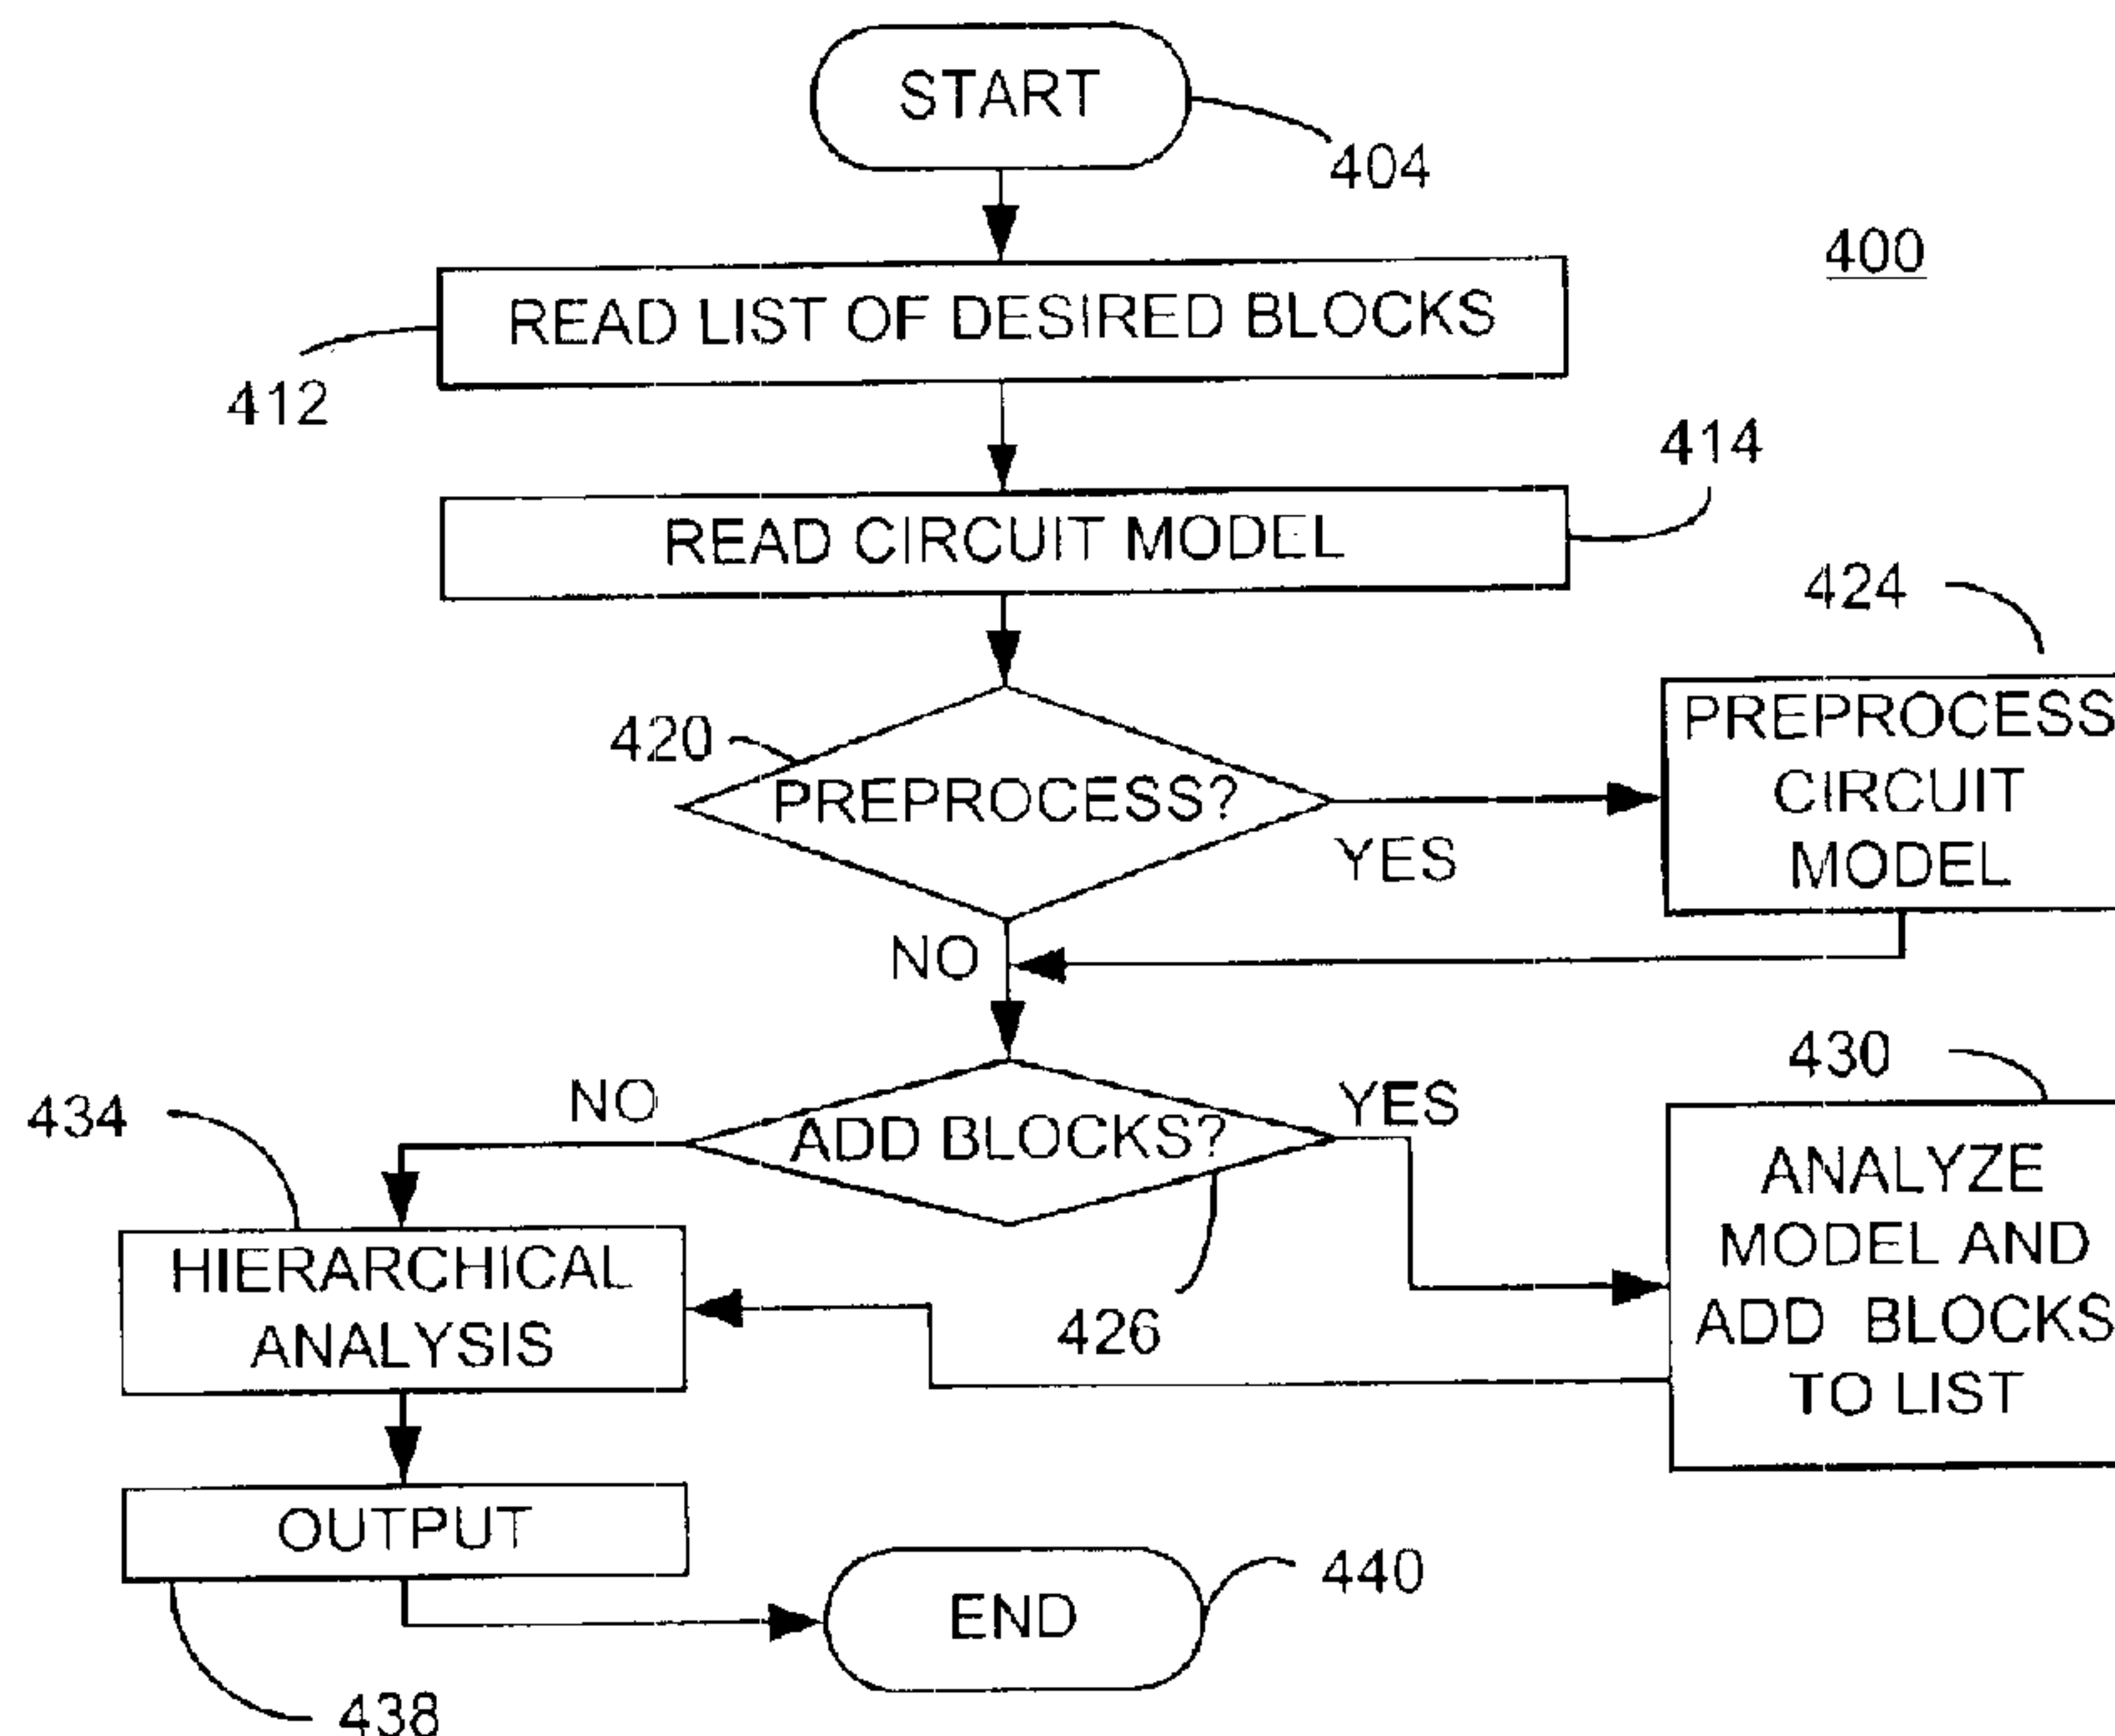 START
404
400
READ LIST OF DESIRED BLOCKS
412
414
READ CIRCUIT MODEL
424
PREPROCESS
CIRCUIT
MODEL
420
PREPROCESS?
YES
NO
430
434
NO
ADD BLOCKS?
YES
ANALYZE
MODEL AND
ADD BLOCKS
TO LIST
HIERARCHICAL
ANALYSIS
426
OUTPUT
END
440
438